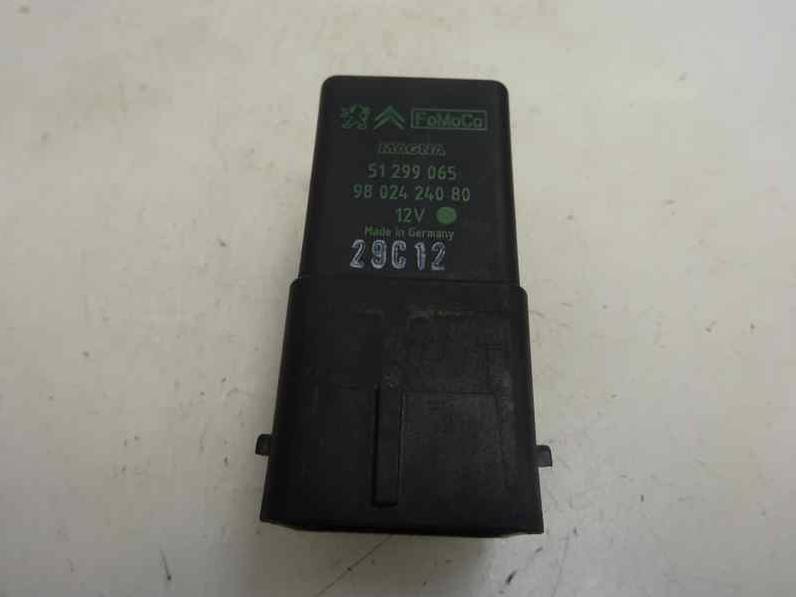 FoMoCo
MAGNA
51 299 065
98 024 240 80
12V
Made in Germany
29C12